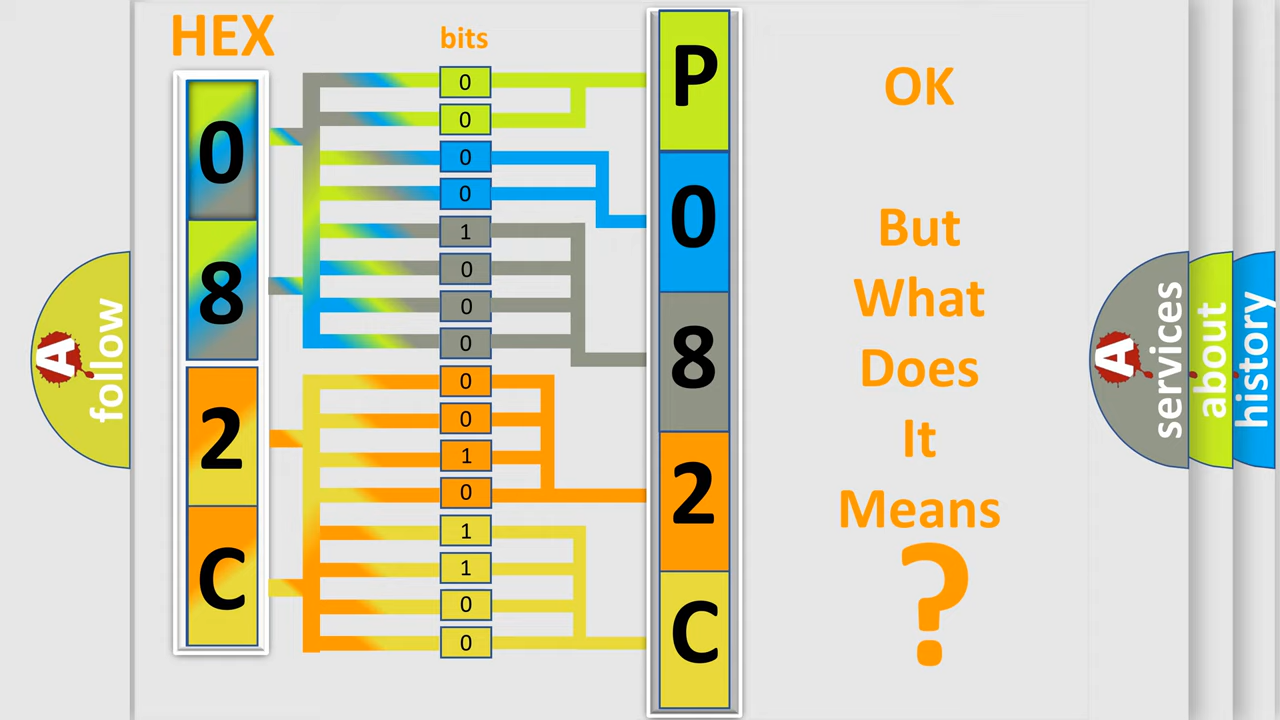 HEX
bits
0
8
2
C
0
0
0
0
1
0
0
0
0
0
1
0
1
1
0
0
P
0
8
2
C
OK
But
What
Does
It
Means
?
A
follow
A
services
about
history